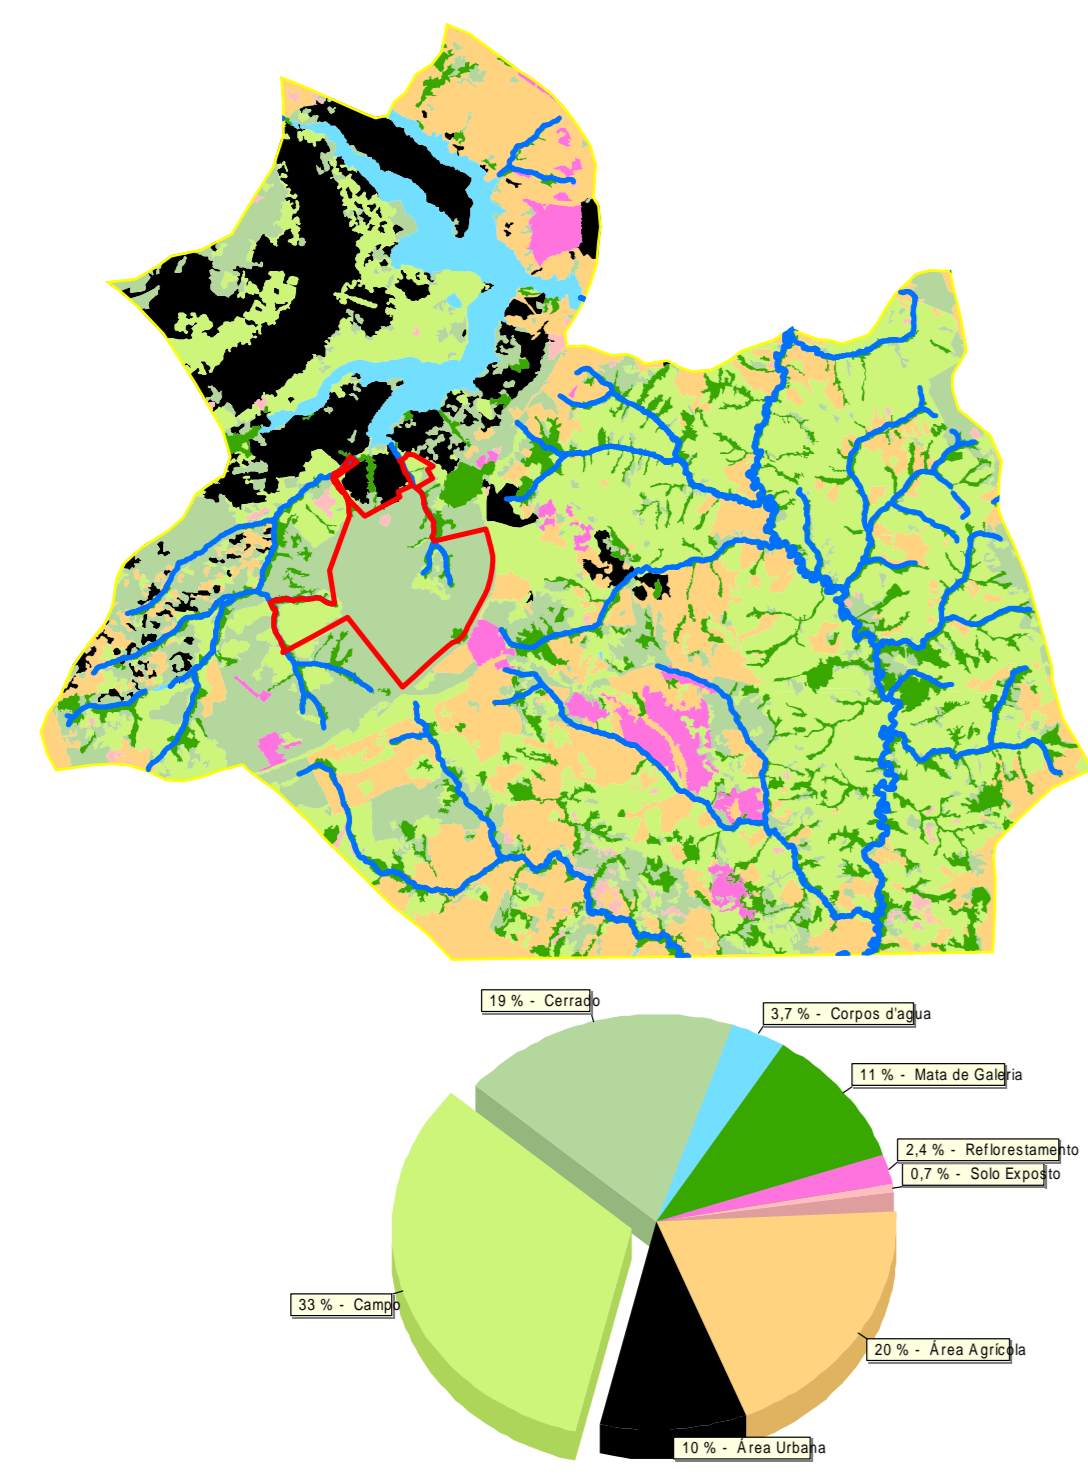 19 % - Cerrado
3,7 % - Corpos d'agua
11 % - Mata de Galeria
2,4 % - Reflorestamento
0,7 % - Solo Exposto
33 % - Campo
20 % - Área Agrícola
10 % - Área Urbana